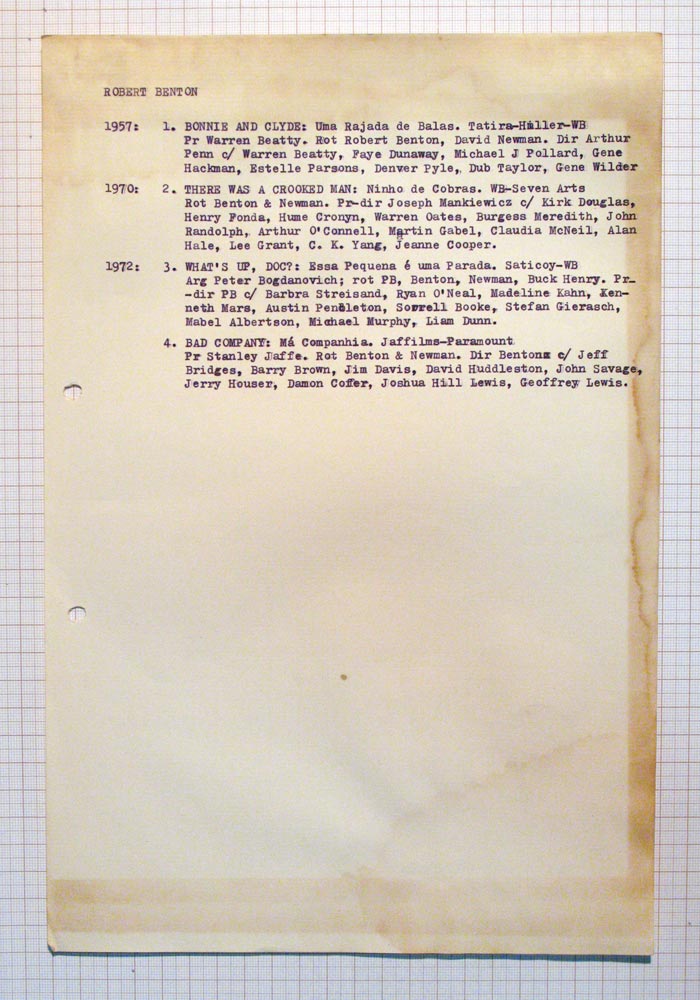 ROBERT BENTON
1957: 1. BONNIE AND CLYDE: Uma Rajada de Balas. Tatira-Hiller-WB
Pr Warren Beatty. Rot Robert Benton, David Newman. Dir Arthur
Penn c/ Warren Beatty, Faye Dunaway, Michael J Pollard, Gene
Hackman, Estelle Parsons, Denver Pyle, Dub Taylor, Gene Wilder
1970: 2. THERE WAS A CROOKED MAN: Ninho de Cobras. WB-Seven Arts
Rot Benton & Newman. Pr-dir Joseph Mankiewicz c/ Kirk Douglas,
Henry Fonda, Hume Cronyn, Warren Oates, Burgess Meredith, John
Randolph, Arthur O'Connell, Martin Gabel, Claudia McNeil, Alan
Hale, Lee Grant, C. K. Yang, Jeanne Cooper.
1972: 3. WHAT'S UP, DOC?: Essa Pequena é uma Parada. Saticoy-WB
Arg Peter Bogdanovich; rot PB, Benton, Newman, Buck Henry. Pr-
-dir PB c/ Barbra Streisand, Ryan O'Neal, Madeline Kahn, Ken-
neth Mars, Austin Pendleton, Sorrell Booke, Stefan Gierasch,
Mabel Albertson, Michael Murphy, Liam Dunn.
4. BAD COMPANY: Má Companhia. Jaffilms-Paramount
Pr Stanley Jaffe. Rot Benton & Newman. Dir Benton c/ Jeff
Bridges, Barry Brown, Jim Davis, David Huddleston, John Savage,
Jerry Houser, Damon Cofer, Joshua Hill Lewis, Geoffrey Lewis.